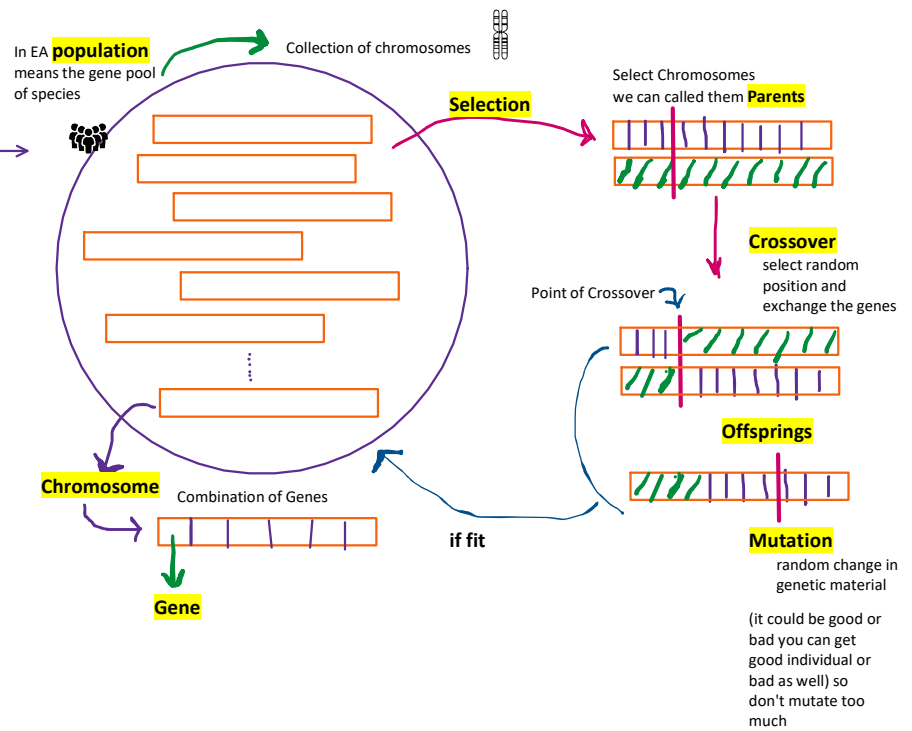 In EA population
means the gene pool
of species
Collection of chromosomes
Selection
Select Chromosomes
we can called them Parents
Crossover
select random
position and
exchange the genes
Point of Crossover
Offsprings
Chromosome
Combination of Genes
Gene
if fit
Mutation
random change in
genetic material
(it could be good or
bad you can get
good individual or
bad as well) so
don't mutate too
much